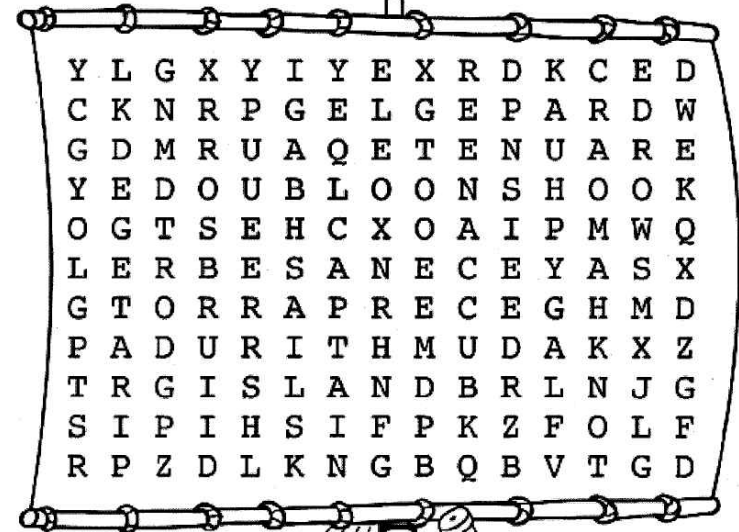 Y L G X Y I Y E X R D K C E D
C K N R P G E L G E P A R D W
G D M R U A Q E T E N U A R E
Y E D O U B L O O N S H O O K
O G T S E H C X O A I P M W Q
L E R B E S A N E C E Y A S X
G T O R R A P R E C E G H M D
P A D U R I T H M U D A K X Z
T R G I S L A N D B R L N J G
S I P I H S I F P K Z F O L F
R P Z D L K N G B Q B V T G D